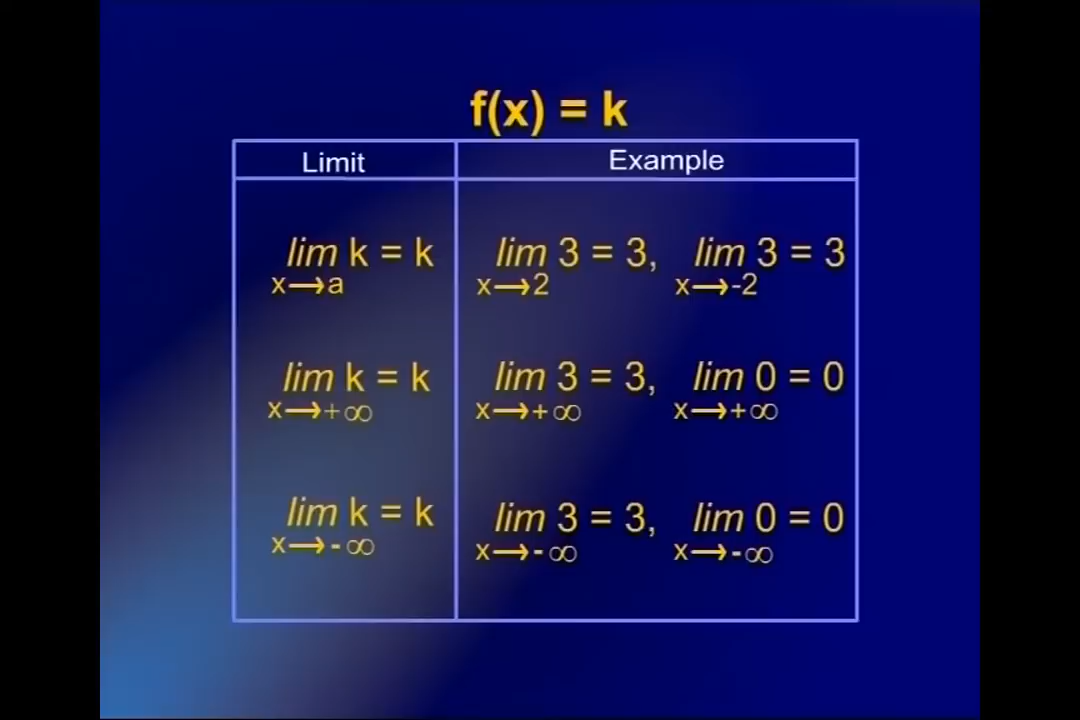 f(x) = k
Limit Example
lim k = k lim 3 = 3, lim 3 = 3
x→a x→2 x→-2
lim k = k lim 3 = 3, lim 0 = 0
x→+∞ x→+∞ x→+∞
lim k = k lim 3 = 3, lim 0 = 0
x→-∞ x→-∞ x→-∞